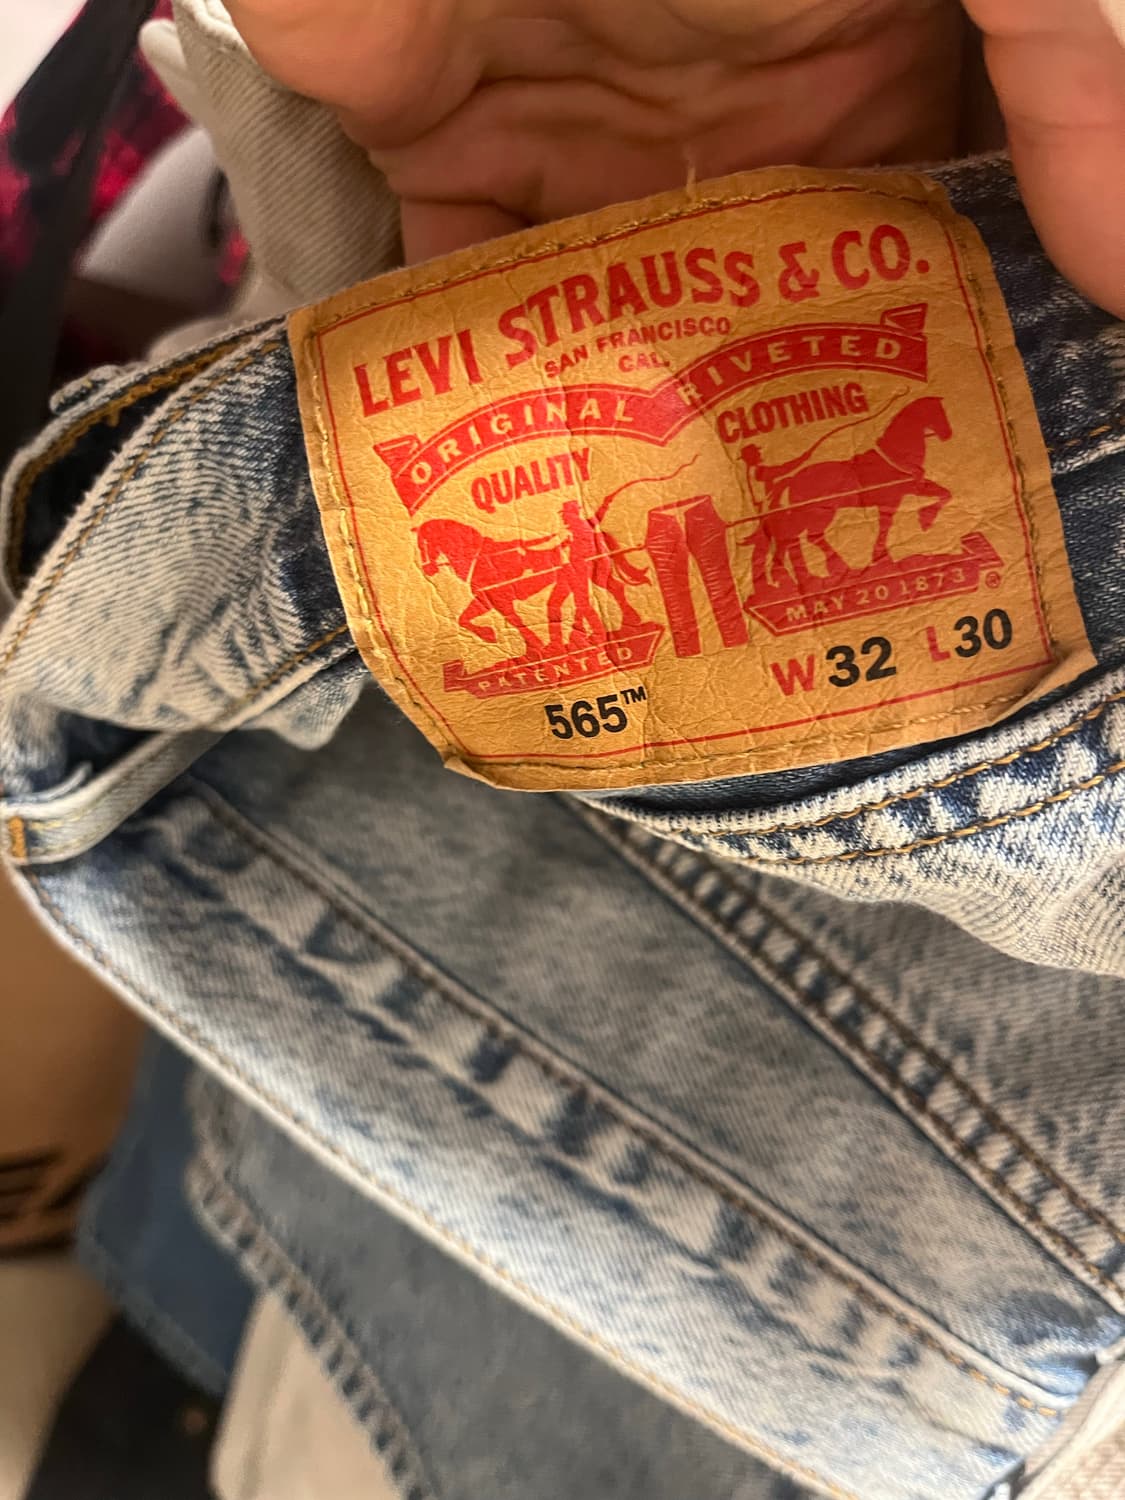 LEVI STRAUSS & CO.
SAN FRANCISCO
CAL.
ORIGINAL RIVETED
QUALITY CLOTHING
PATENTED MAY 20 1873 ®
565™ W32 L30